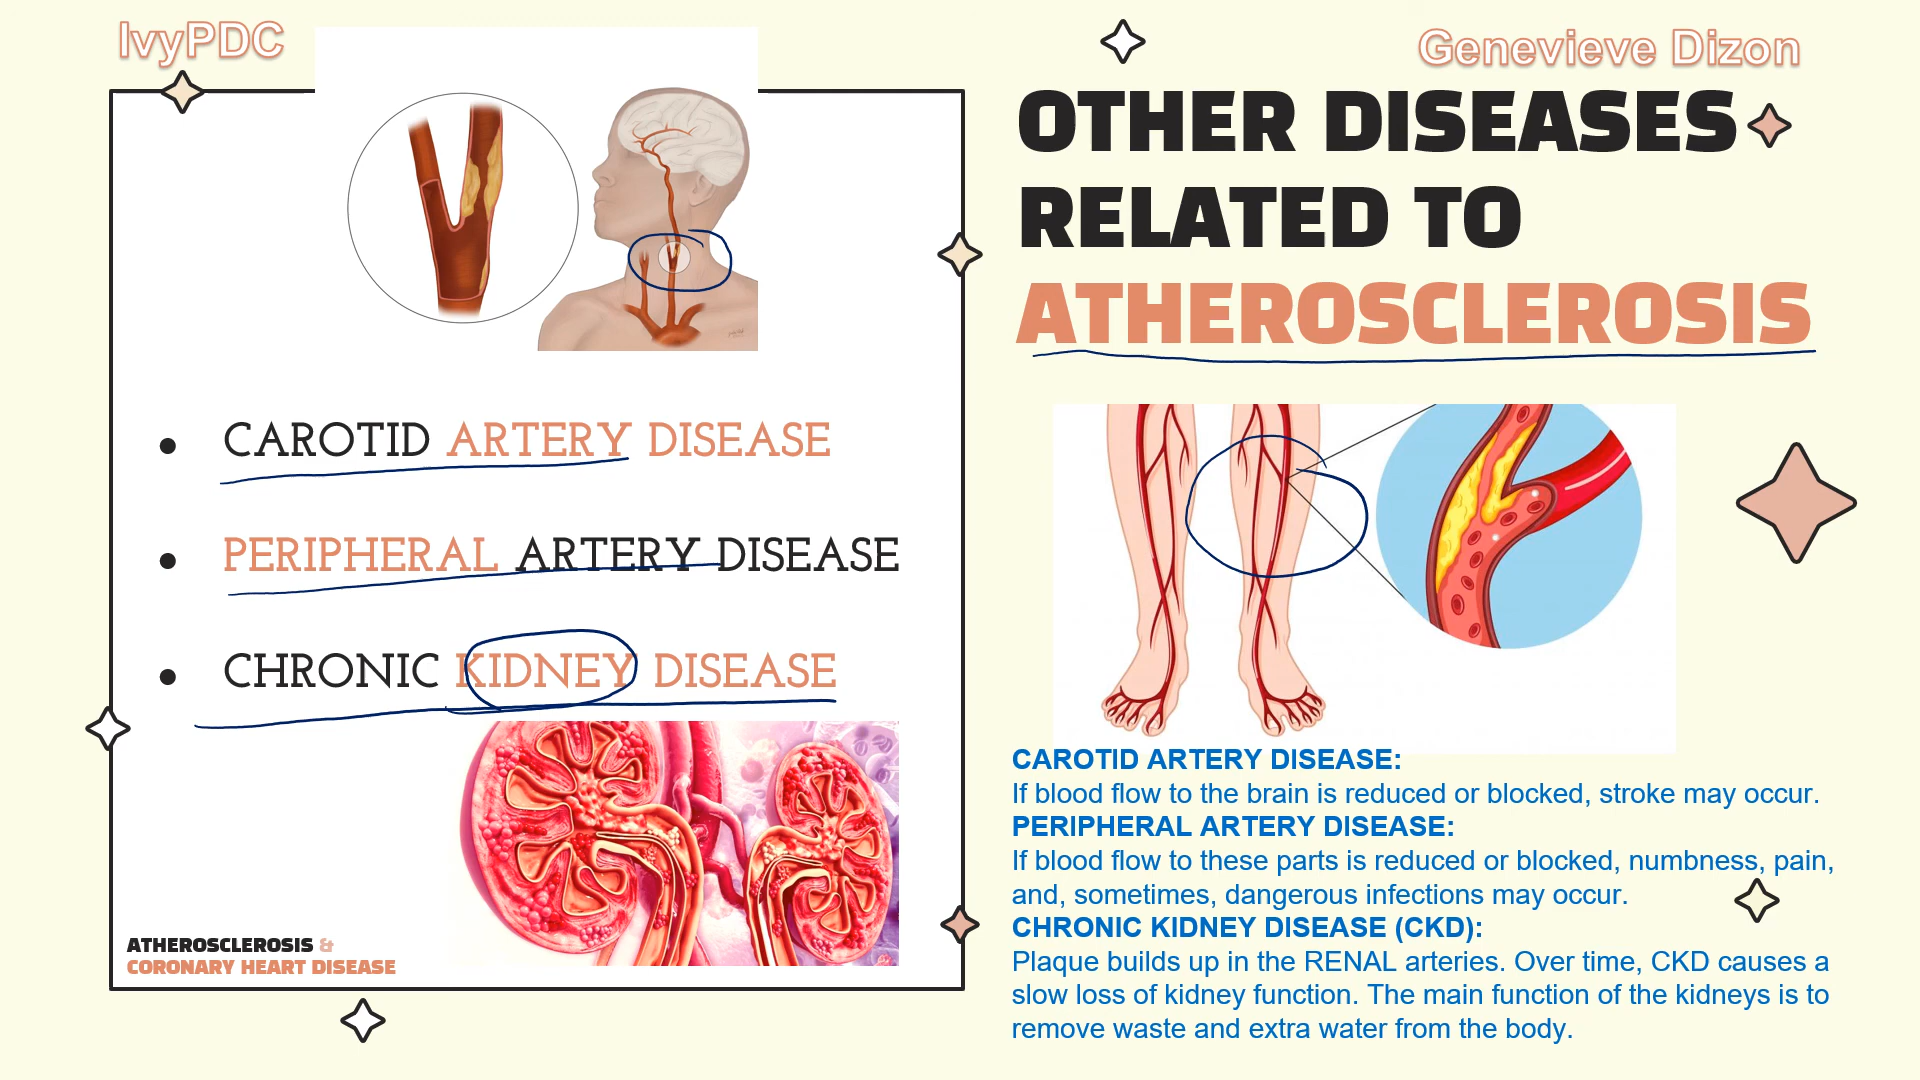 IvyPDC
Genevieve Dizon
OTHER DISEASES
RELATED TO
ATHEROSCLEROSIS
• CAROTID ARTERY DISEASE
• PERIPHERAL ARTERY DISEASE
• CHRONIC KIDNEY DISEASE
ATHEROSCLEROSIS &
CORONARY HEART DISEASE
CAROTID ARTERY DISEASE:
If blood flow to the brain is reduced or blocked, stroke may occur.
PERIPHERAL ARTERY DISEASE:
If blood flow to these parts is reduced or blocked, numbness, pain,
and, sometimes, dangerous infections may occur.
CHRONIC KIDNEY DISEASE (CKD):
Plaque builds up in the RENAL arteries. Over time, CKD causes a
slow loss of kidney function. The main function of the kidneys is to
remove waste and extra water from the body.